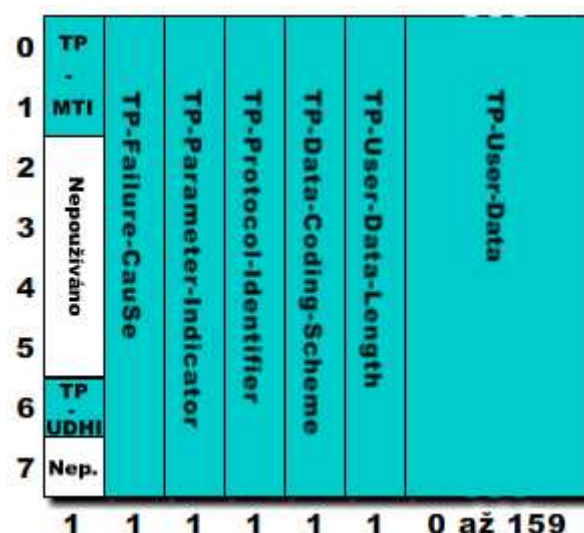 0
1
2
3
4
5
6
7
TP
-
MTI
Nepoužíváno
TP
-
UDHI
Nep.
TP-Failure-CauSe
TP-Parameter-Indicator
TP-Protocol-Identifier
TP-Data-Coding-Scheme
TP-User-Data-Length
TP-User-Data
1 1 1 1 1 1 0 až 159